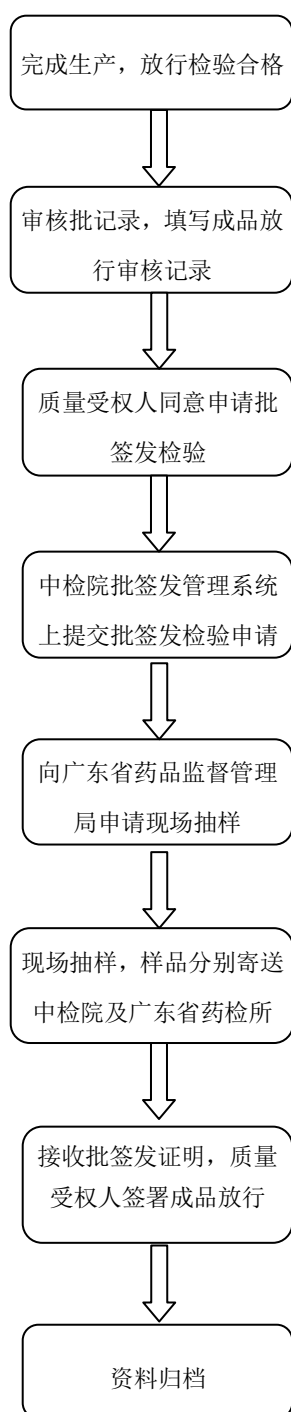 完成生产，放行检验合格
审核批记录，填写成品放
行审核记录
质量受权人同意申请批
签发检验
中检院批签发管理系统
上提交批签发检验申请
向广东省药品监督管理
局申请现场抽样
现场抽样，样品分别寄送
中检院及广东省药检所
接收批签发证明，质量
受权人签署成品放行
资料归档